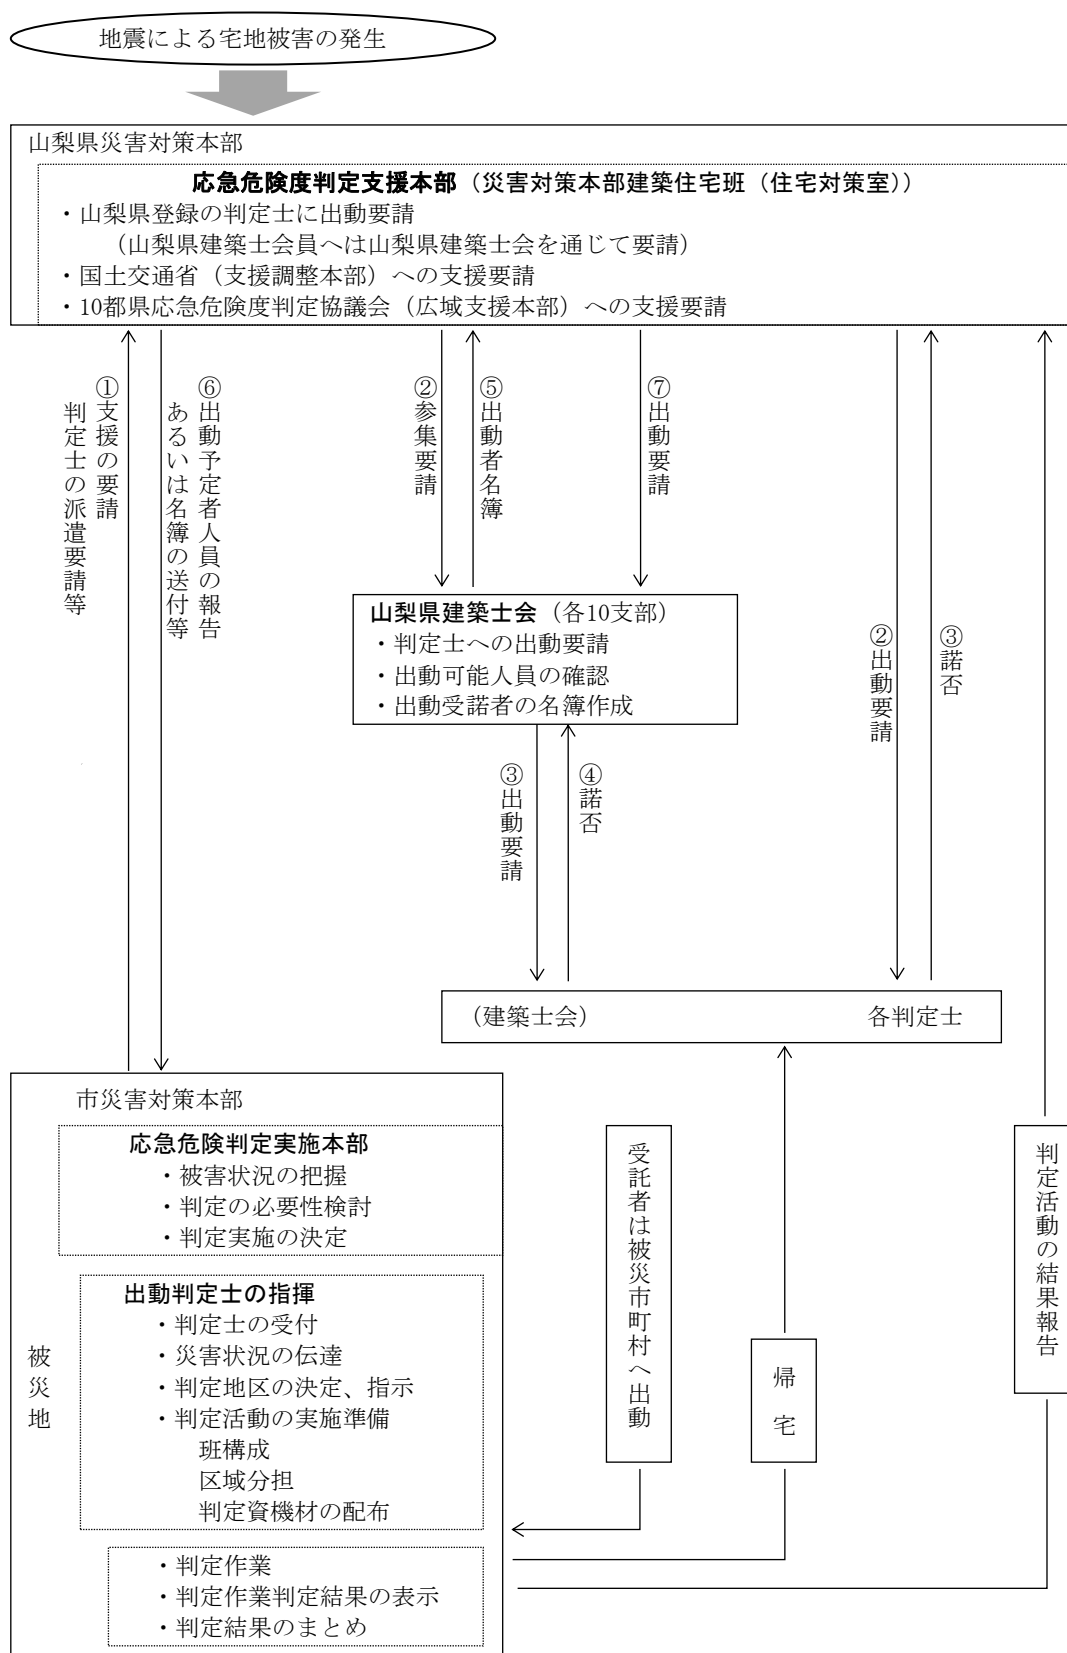 地震による宅地被害の発生
山梨県災害対策本部
応急危険度判定支援本部（災害対策本部建築住宅班（住宅対策室））
・山梨県登録の判定士に出動要請
（山梨県建築士会員へは山梨県建築士会を通じて要請）
・国土交通省（支援調整本部）への支援要請
・10都県応急危険度判定協議会（広域支援本部）への支援要請
①支援の要請
判定士の派遣要請等
⑥出動予定者人員の報告
あるいは名簿の送付等
②参集要請
⑤出動者名簿
⑦出動要請
②出動要請
③諾否
山梨県建築士会（各10支部）
・判定士への出動要請
・出動可能人員の確認
・出動受諾者の名簿作成
③出動要請
④諾否
（建築士会）　各判定士
市災害対策本部
応急危険判定実施本部
・被害状況の把握
・判定の必要性検討
・判定実施の決定
被災地
出動判定士の指揮
・判定士の受付
・災害状況の伝達
・判定地区の決定、指示
・判定活動の実施準備
班構成
区域分担
判定資機材の配布
・判定作業
・判定作業判定結果の表示
・判定結果のまとめ
受託者は被災市町村へ出動
帰宅
判定活動の結果報告